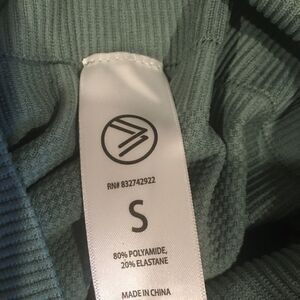 RN# 832742922
S
80% POLYAMIDE,
20% ELASTANE
MADE IN CHINA